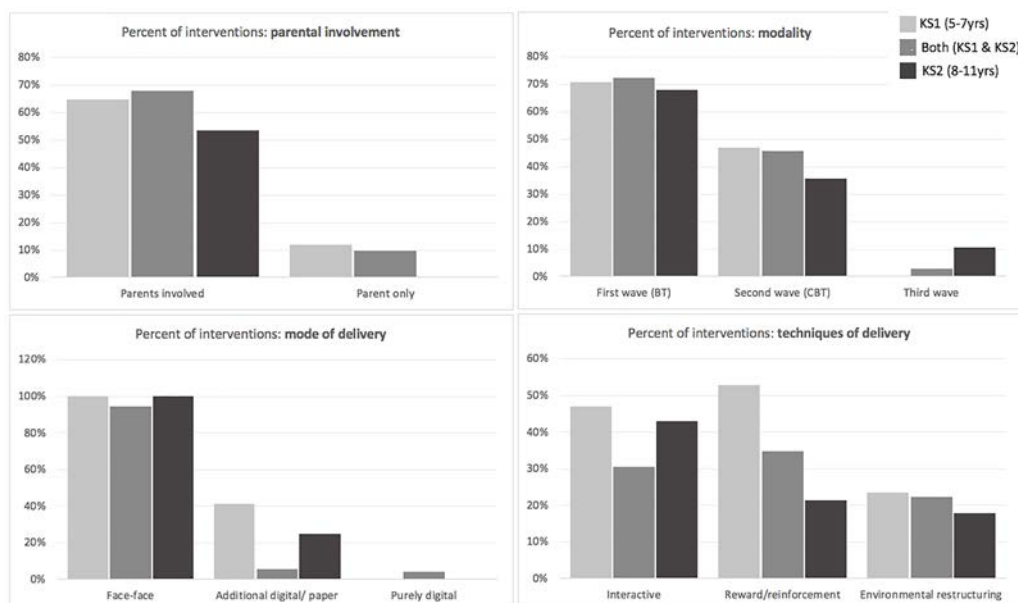 Percent of interventions: parental involvement
80%
70%
60%
50%
40%
30%
20%
10%
0%
Parents involved
Parent only
Percent of interventions: modality
KS1 (5-7yrs)
Both (KS1 & KS2)
KS2 (8-11yrs)
80%
70%
60%
50%
40%
30%
20%
10%
0%
First wave (BT)
Second wave (CBT)
Third wave
Percent of interventions: mode of delivery
120%
100%
80%
60%
40%
20%
0%
Face-face
Additional digital/ paper
Purely digital
Percent of interventions: techniques of delivery
60%
50%
40%
30%
20%
10%
0%
Interactive
Reward/reinforcement
Environmental restructuring